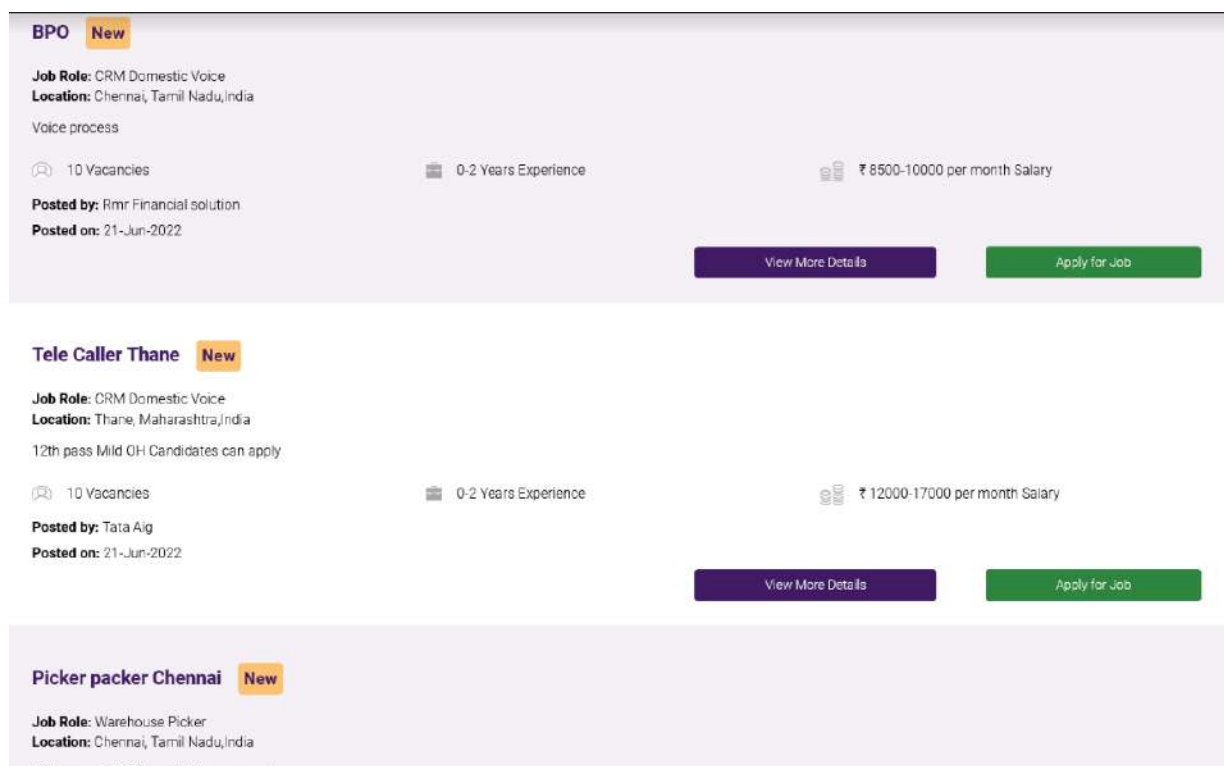 BPO New
Job Role: CRM Domestic Voice
Location: Chennai, Tamil Nadu,India
Voice process
10 Vacancies 0-2 Years Experience ₹ 8500-10000 per month Salary
Posted by: Rmr Financial solution
Posted on: 21-Jun-2022
View More Details Apply for Job
Tele Caller Thane New
Job Role: CRM Domestic Voice
Location: Thane, Maharashtra,India
12th pass Mild OH Candidates can apply
10 Vacancies 0-2 Years Experience ₹ 12000-17000 per month Salary
Posted by: Tata Aig
Posted on: 21-Jun-2022
View More Details Apply for Job
Picker packer Chennai New
Job Role: Warehouse Picker
Location: Chennai, Tamil Nadu,India